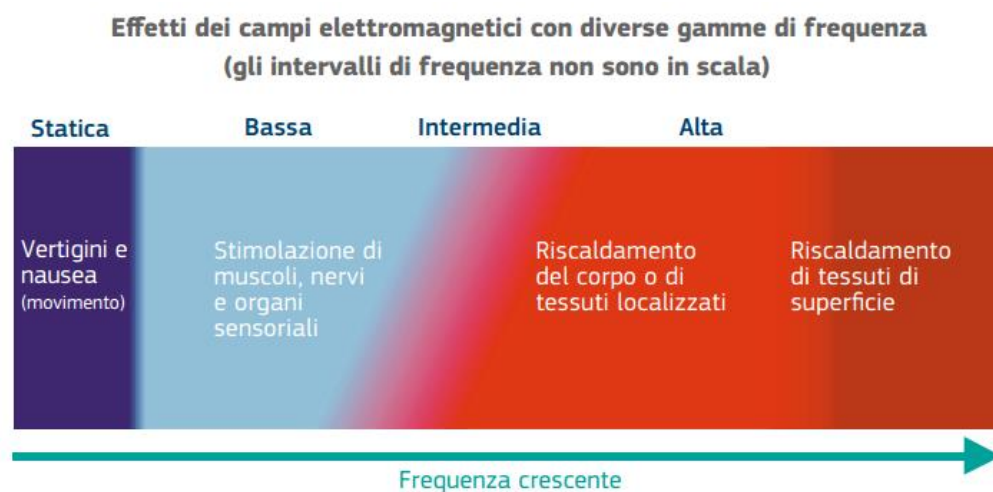 Effetti dei campi elettromagnetici con diverse gamme di frequenza
(gli intervalli di frequenza non sono in scala)
Statica
Bassa
Intermedia
Alta
Vertigini e
nausea
(movimento)
Stimolazione di
muscoli, nervi
e organi
sensoriali
Riscaldamento
del corpo o di
tessuti localizzati
Riscaldamento
di tessuti di
superficie
Frequenza crescente